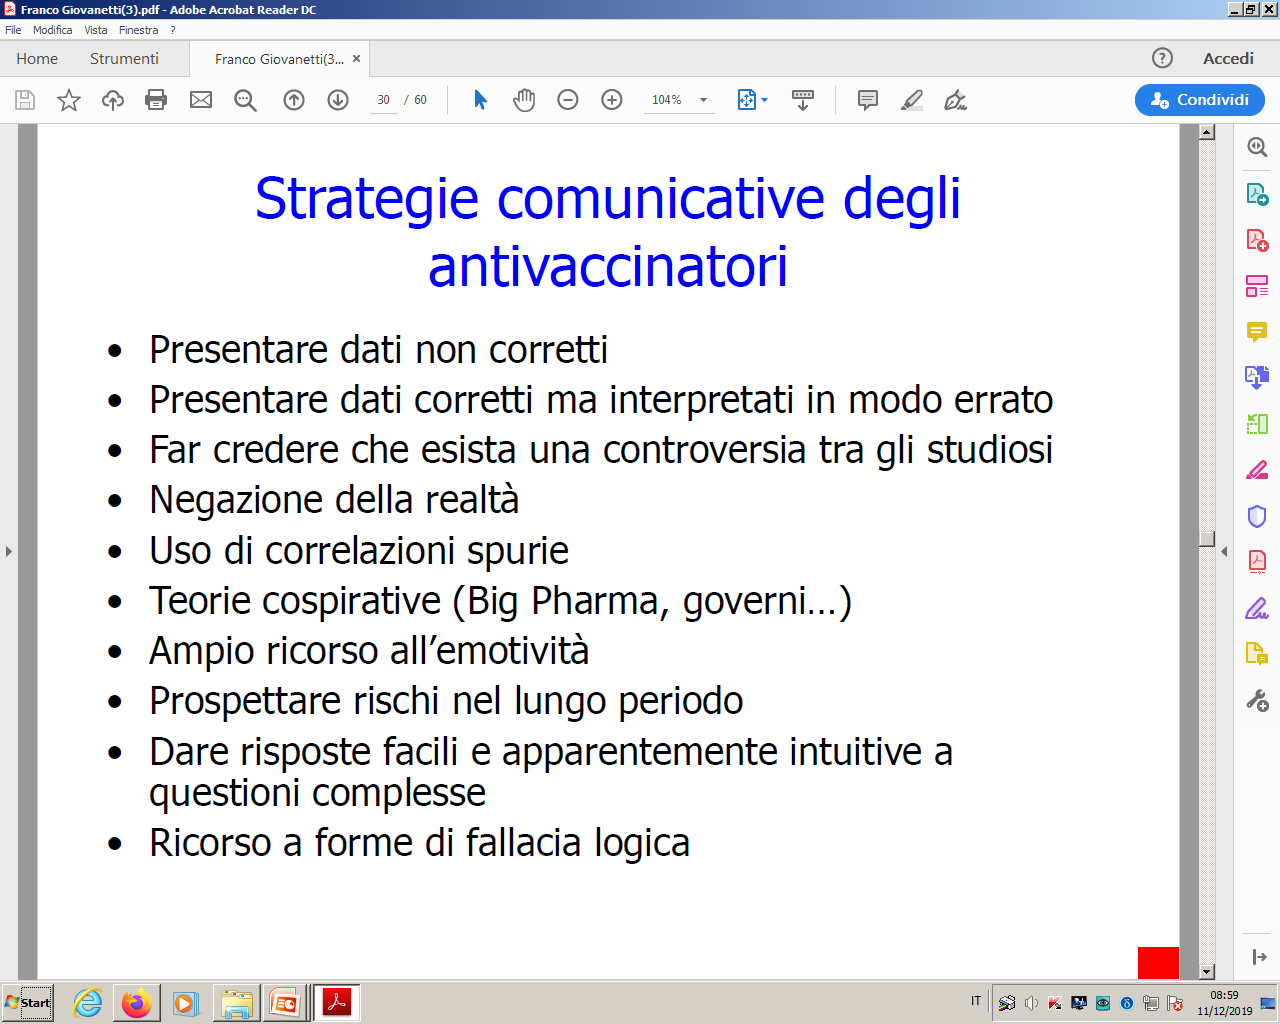 Franco Giovanetti(3).pdf - Adobe Acrobat Reader DC
File Modifica Vista Finestra ?
Home Strumenti Franco Giovanetti(3... × ? Accedi
30 / 60 104% Condividi
Strategie comunicative degli
antivaccinatori
• Presentare dati non corretti
• Presentare dati corretti ma interpretati in modo errato
• Far credere che esista una controversia tra gli studiosi
• Negazione della realtà
• Uso di correlazioni spurie
• Teorie cospirative (Big Pharma, governi…)
• Ampio ricorso all’emotività
• Prospettare rischi nel lungo periodo
• Dare risposte facili e apparentemente intuitive a
questioni complesse
• Ricorso a forme di fallacia logica
Start IT 08:59
11/12/2019